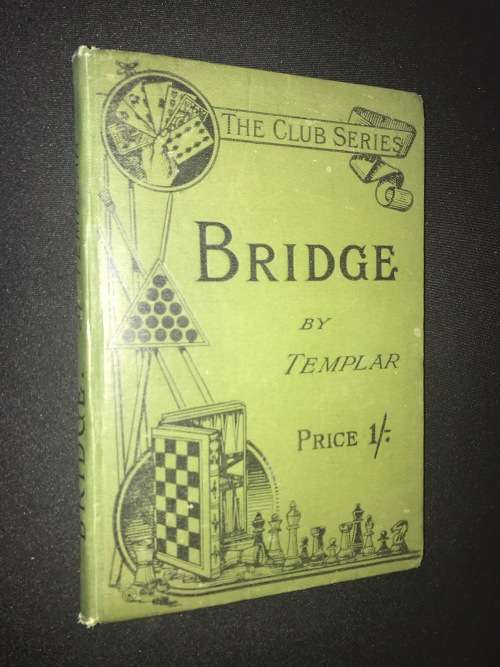 THE CLUB SERIES
BRIDGE
BY
TEMPLAR
PRICE 1/-
BRIDGE